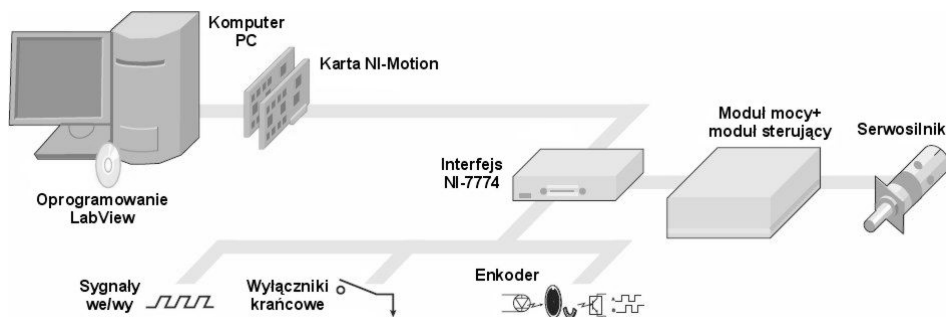 Komputer
PC
Karta NI-Motion
Moduł mocy+
moduł sterujący
Serwosilnik
Interfejs
NI-7774
Oprogramowanie
LabView
Sygnały
we/wy
Wyłączniki
krańcowe
Enkoder